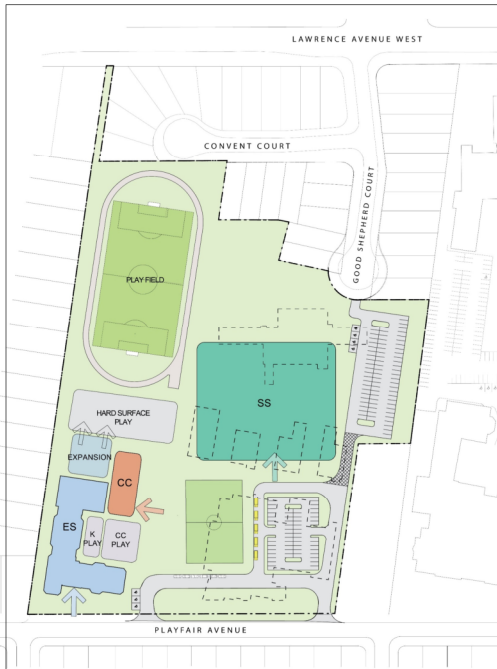 LAWRENCE AVENUE WEST
CONVENT COURT
GOOD SHEPHERD COURT
PLAY FIELD
HARD SURFACE
PLAY
SS
EXPANSION
CC
ES
K
PLAY
CC
PLAY
PLAYFAIR AVENUE